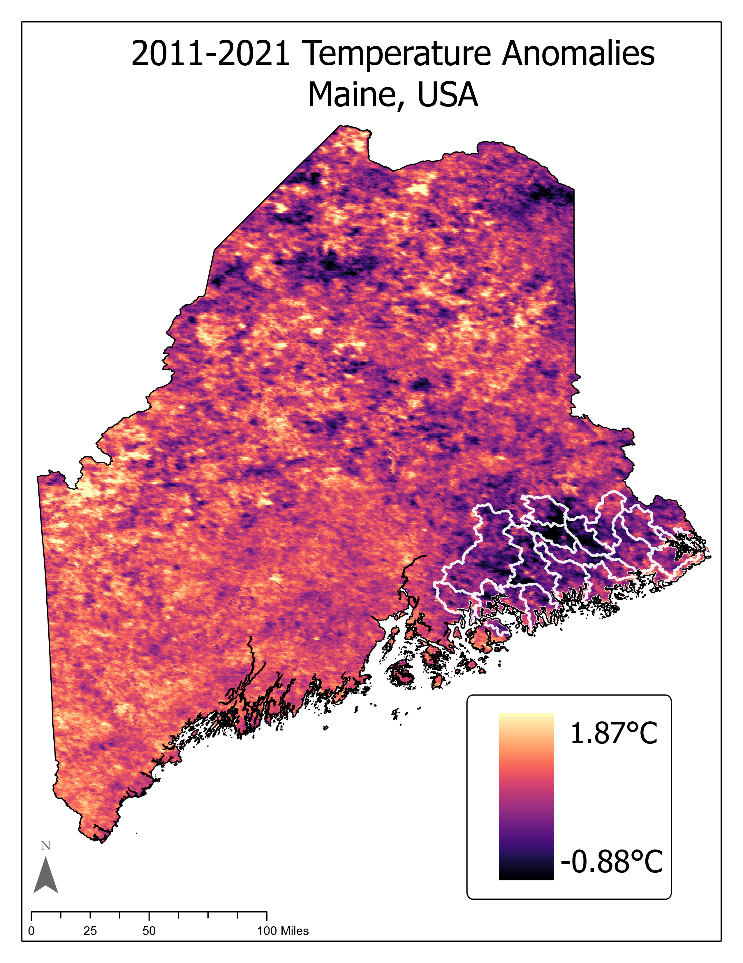 2011-2021 Temperature Anomalies
Maine, USA
1.87°C
-0.88°C
N
0 25 50 100 Miles